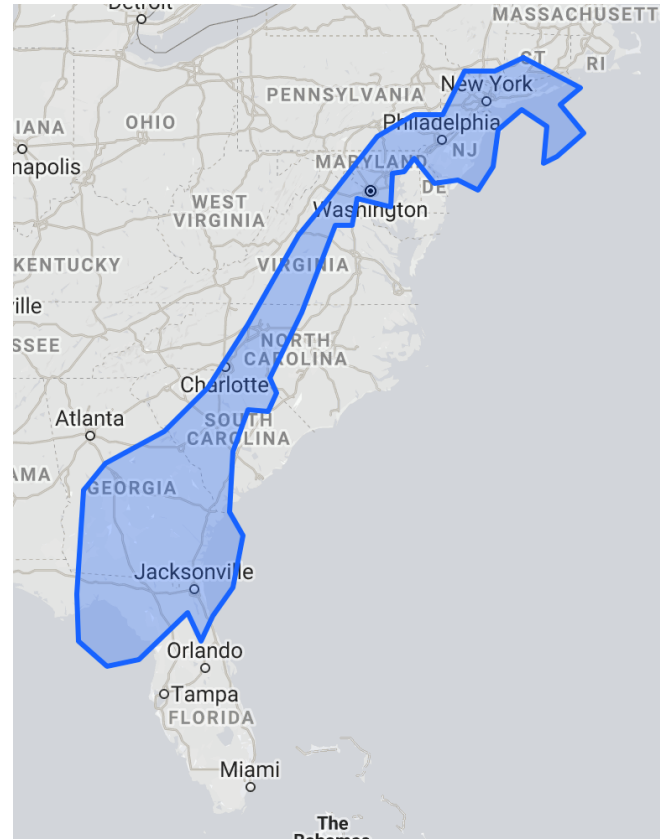 Detroit
MASSACHUSETT
CT
RI
New York
PENNSYLVANIA
IANA
OHIO
Philadelphia
NJ
napolis
MARYLAND
DE
WEST
VIRGINIA
Washington
KENTUCKY
VIRGINIA
ville
SSEE
NORTH
CAROLINA
Charlotte
Atlanta
SOUTH
CAROLINA
AMA
GEORGIA
Jacksonville
Orlando
Tampa
FLORIDA
Miami
The
Bahamas